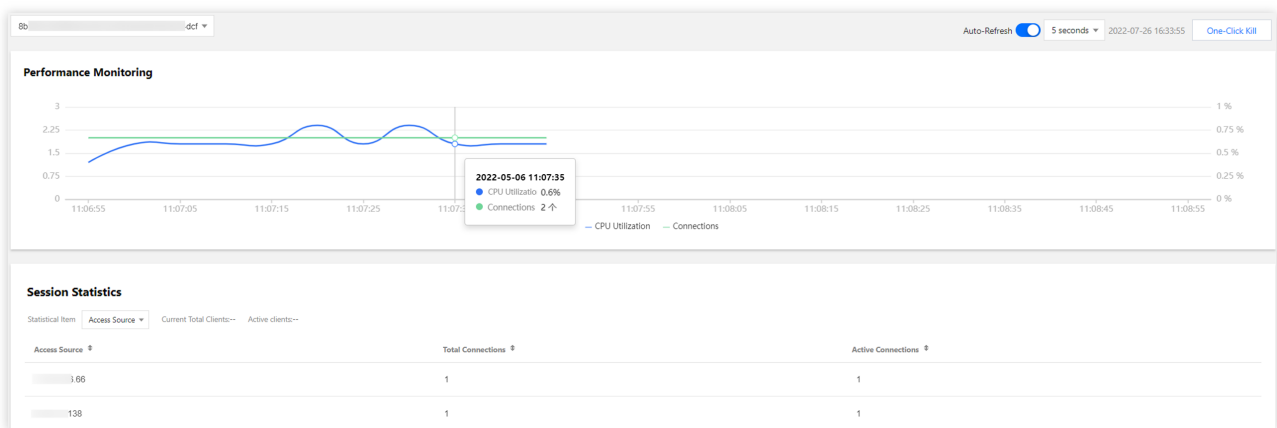 8b dcf Auto-Refresh 5 seconds 2022-07-26 16:33:55 One-Click Kill
Performance Monitoring
3 1 %
2.25 0.75 %
1.5 0.5 %
0.75 0.25 %
0 0 %
2022-05-06 11:07:35
CPU Utilizatio 0.6%
Connections 2 个
11:06:55 11:07:05 11:07:15 11:07:25 11:07: 11:07:55 11:08:05 11:08:15 11:08:25 11:08:35 11:08:45 11:08:55
CPU Utilization Connections
Session Statistics
Statistical Item Access Source Current Total Clients:-- Active clients:--
Access Source Total Connections Active Connections
.66 1 1
138 1 1